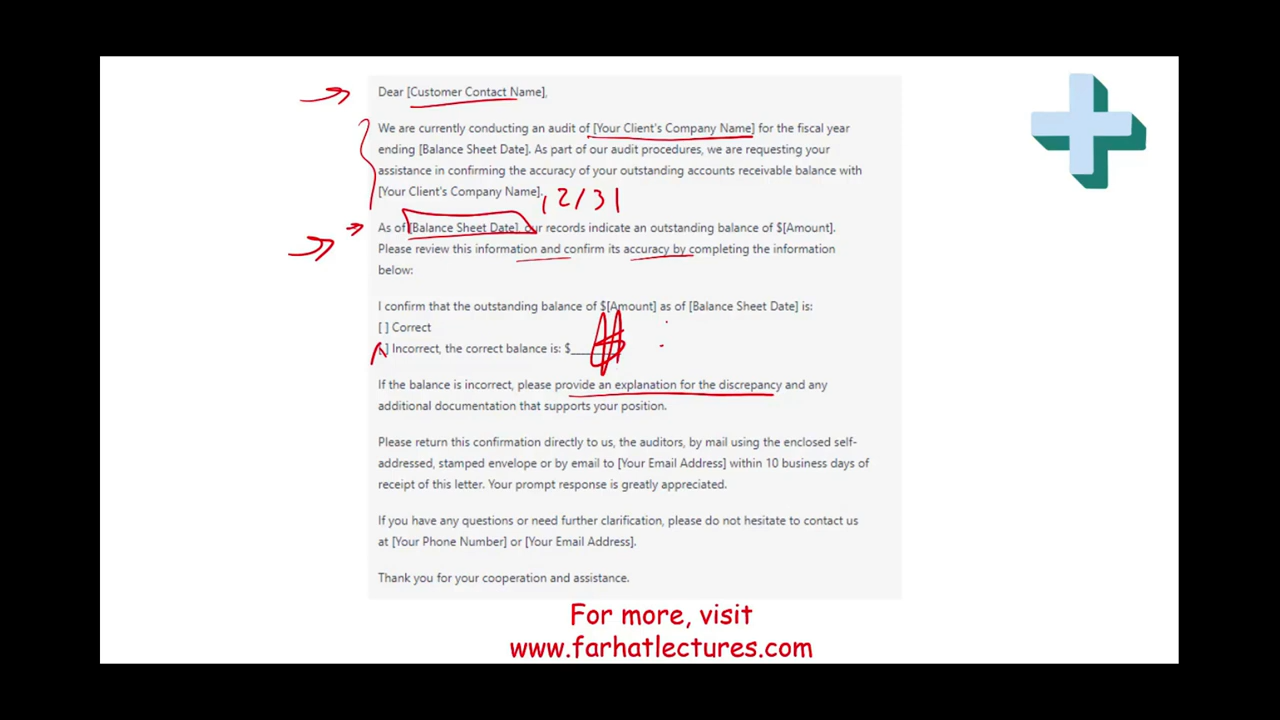 Dear [Customer Contact Name],
We are currently conducting an audit of [Your Client's Company Name] for the fiscal year
ending [Balance Sheet Date]. As part of our audit procedures, we are requesting your
assistance in confirming the accuracy of your outstanding accounts receivable balance with
[Your Client's Company Name].
12/31
As of [Balance Sheet Date], our records indicate an outstanding balance of $[Amount].
Please review this information and confirm its accuracy by completing the information
below:
I confirm that the outstanding balance of $[Amount] as of [Balance Sheet Date] is:
[ ] Correct
[ ] Incorrect, the correct balance is: $____
If the balance is incorrect, please provide an explanation for the discrepancy and any
additional documentation that supports your position.
Please return this confirmation directly to us, the auditors, by mail using the enclosed self-
addressed, stamped envelope or by email to [Your Email Address] within 10 business days of
receipt of this letter. Your prompt response is greatly appreciated.
If you have any questions or need further clarification, please do not hesitate to contact us
at [Your Phone Number] or [Your Email Address].
Thank you for your cooperation and assistance.
For more, visit
www.farhatlectures.com